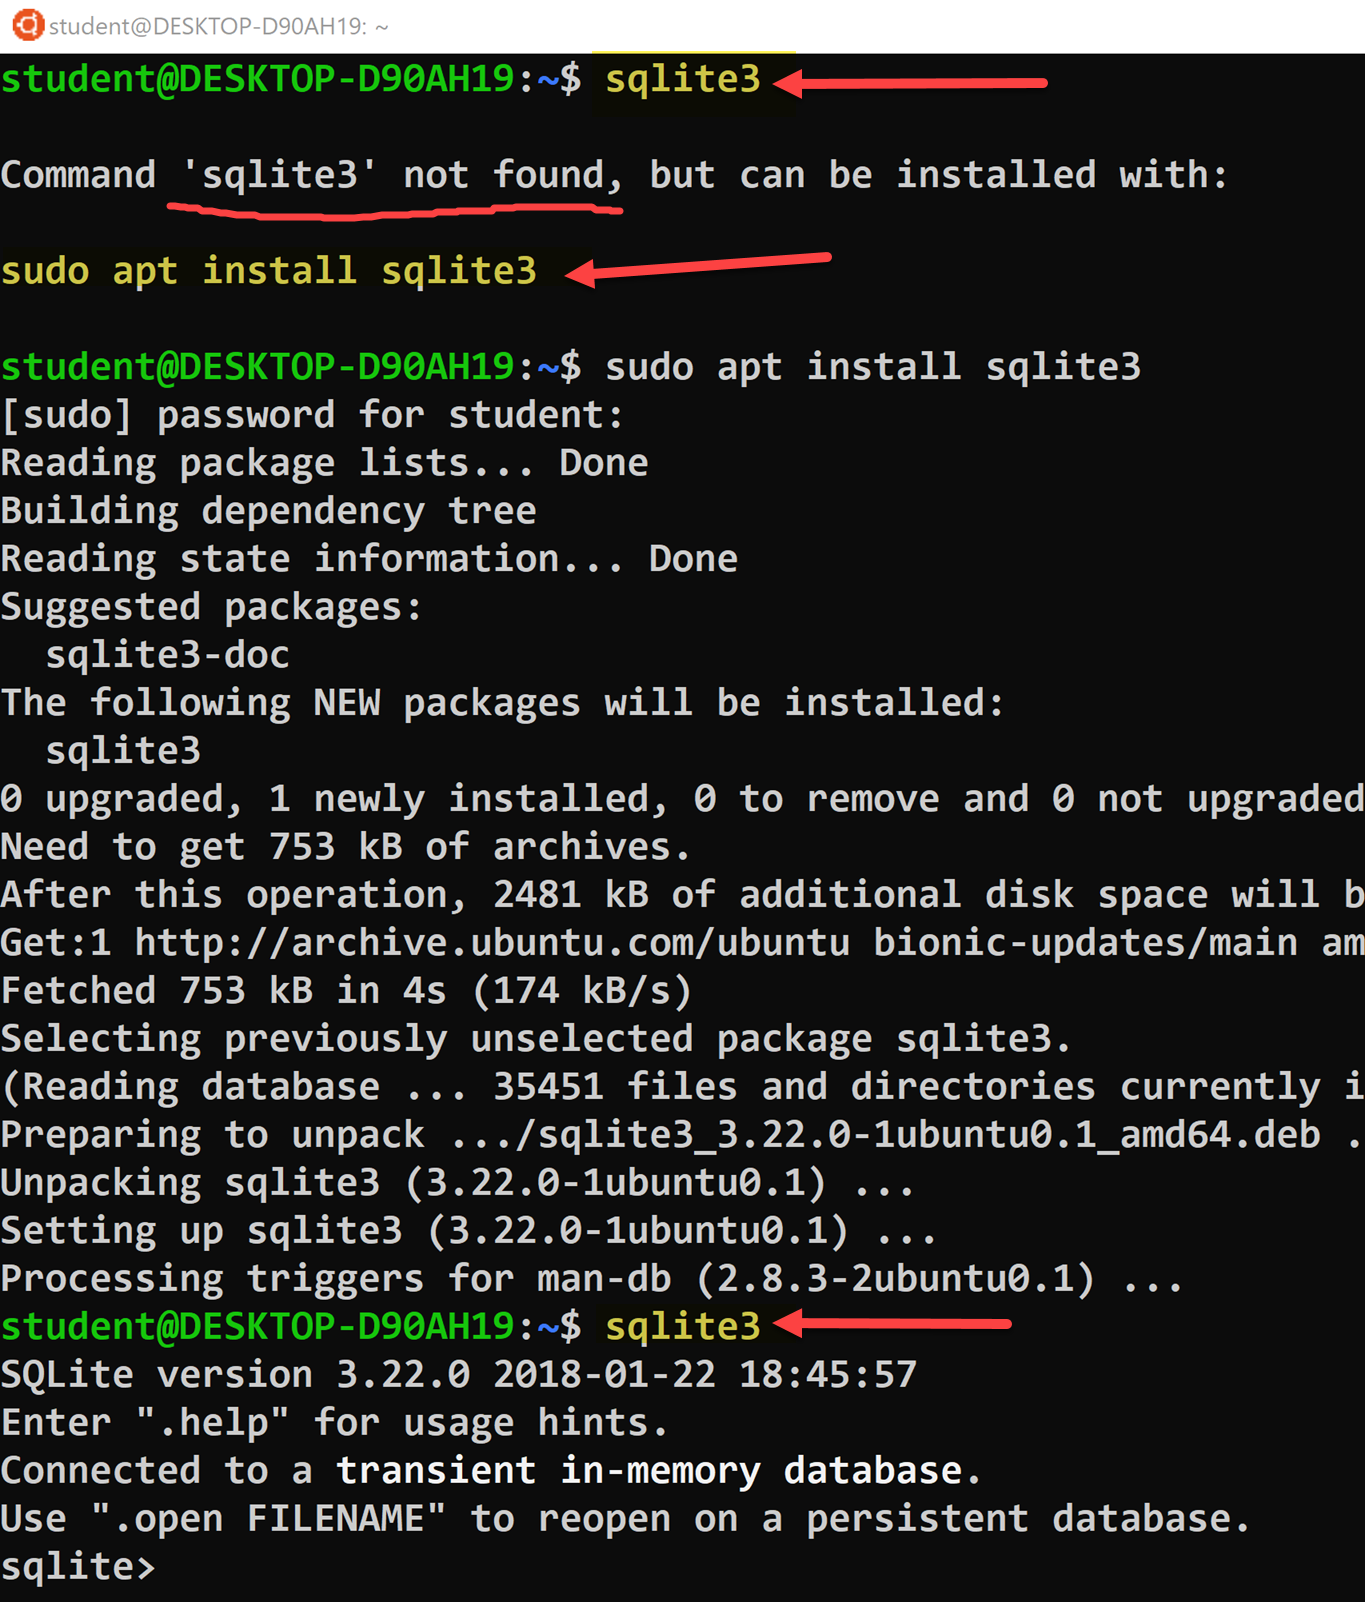 student@DESKTOP-D90AH19: ~
student@DESKTOP-D90AH19:~$ sqlite3
Command 'sqlite3' not found, but can be installed with:
sudo apt install sqlite3
student@DESKTOP-D90AH19:~$ sudo apt install sqlite3
[sudo] password for student:
Reading package lists... Done
Building dependency tree
Reading state information... Done
Suggested packages:
  sqlite3-doc
The following NEW packages will be installed:
  sqlite3
0 upgraded, 1 newly installed, 0 to remove and 0 not upgraded
Need to get 753 kB of archives.
After this operation, 2481 kB of additional disk space will b
Get:1 http://archive.ubuntu.com/ubuntu bionic-updates/main am
Fetched 753 kB in 4s (174 kB/s)
Selecting previously unselected package sqlite3.
(Reading database ... 35451 files and directories currently i
Preparing to unpack .../sqlite3_3.22.0-1ubuntu0.1_amd64.deb .
Unpacking sqlite3 (3.22.0-1ubuntu0.1) ...
Setting up sqlite3 (3.22.0-1ubuntu0.1) ...
Processing triggers for man-db (2.8.3-2ubuntu0.1) ...
student@DESKTOP-D90AH19:~$ sqlite3
SQLite version 3.22.0 2018-01-22 18:45:57
Enter ".help" for usage hints.
Connected to a transient in-memory database.
Use ".open FILENAME" to reopen on a persistent database.
sqlite>